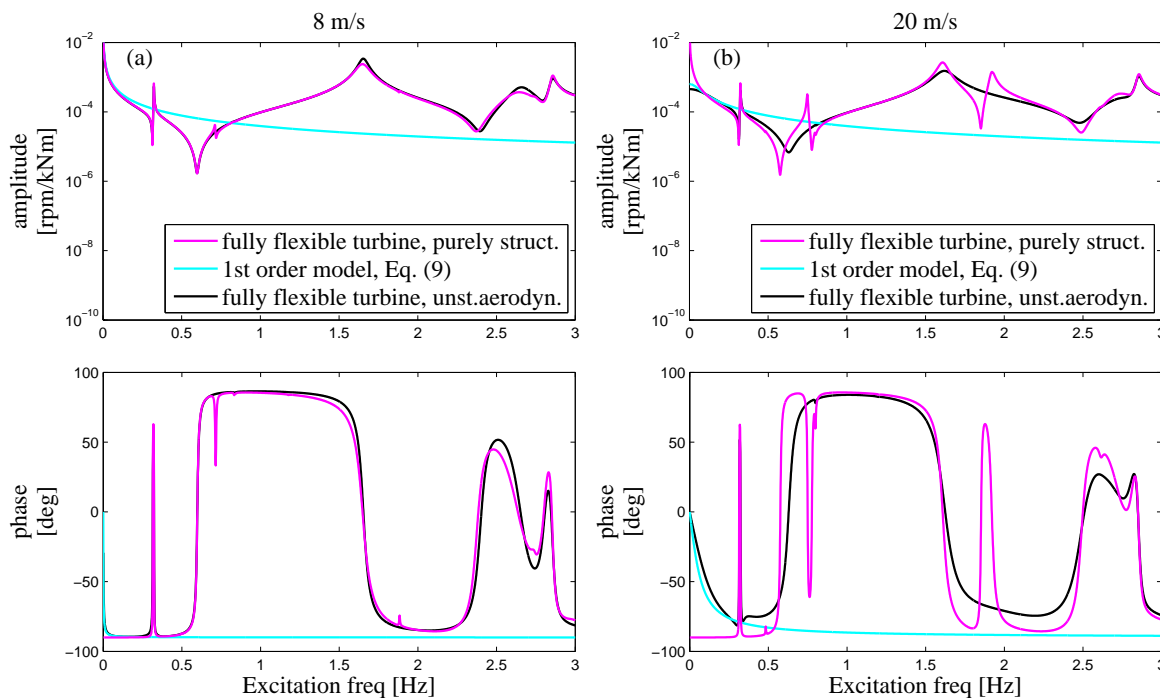 8 m/s
20 m/s
(a)
(b)
10⁻²
10⁻⁴
10⁻⁶
10⁻⁸
10⁻¹⁰
amplitude
[rpm/kNm]
fully flexible turbine, purely struct.
1st order model, Eq. (9)
fully flexible turbine, unst.aerodyn.
0 0.5 1 1.5 2 2.5 3
10⁻²
10⁻⁴
10⁻⁶
10⁻⁸
10⁻¹⁰
amplitude
[rpm/kNm]
fully flexible turbine, purely struct.
1st order model, Eq. (9)
fully flexible turbine, unst.aerodyn.
0 0.5 1 1.5 2 2.5 3
100
50
0
−50
−100
phase
[deg]
0 0.5 1 1.5 2 2.5 3
Excitation freq [Hz]
100
50
0
−50
−100
phase
[deg]
0 0.5 1 1.5 2 2.5 3
Excitation freq [Hz]